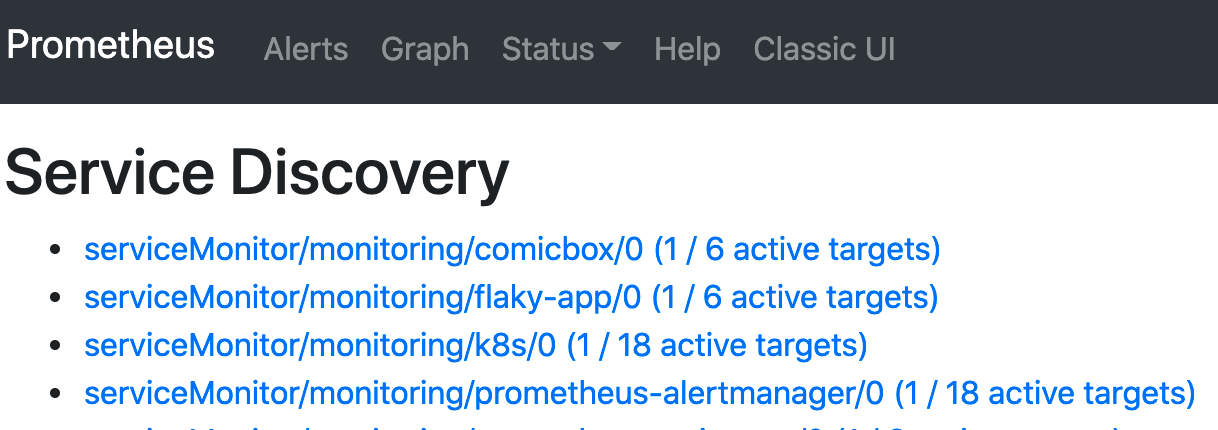 Prometheus Alerts Graph Status Help Classic UI
Service Discovery
serviceMonitor/monitoring/comicbox/0 (1 / 6 active targets)
serviceMonitor/monitoring/flaky-app/0 (1 / 6 active targets)
serviceMonitor/monitoring/k8s/0 (1 / 18 active targets)
serviceMonitor/monitoring/prometheus-alertmanager/0 (1 / 18 active targets)